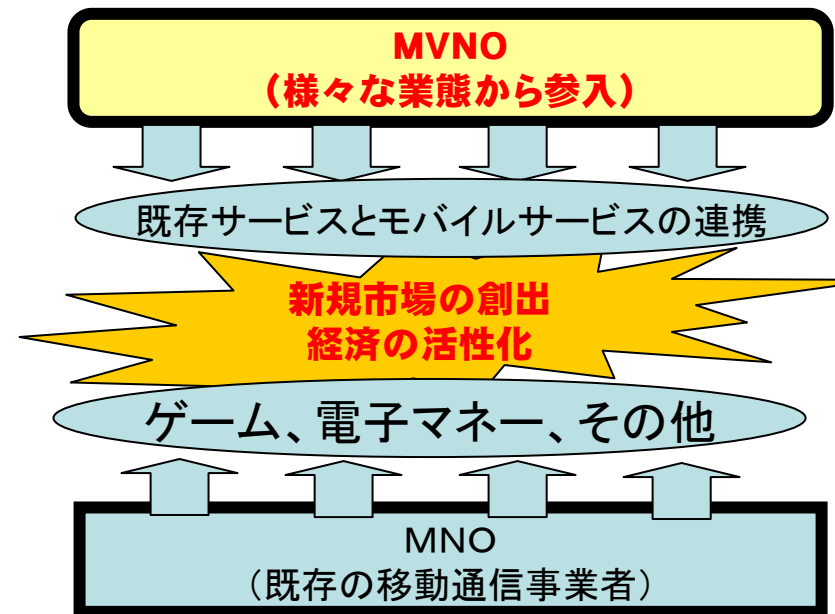 MVNO
（様々な業態から参入）
既存サービスとモバイルサービスの連携
新規市場の創出
経済の活性化
ゲーム、電子マネー、その他
MNO
（既存の移動通信事業者）